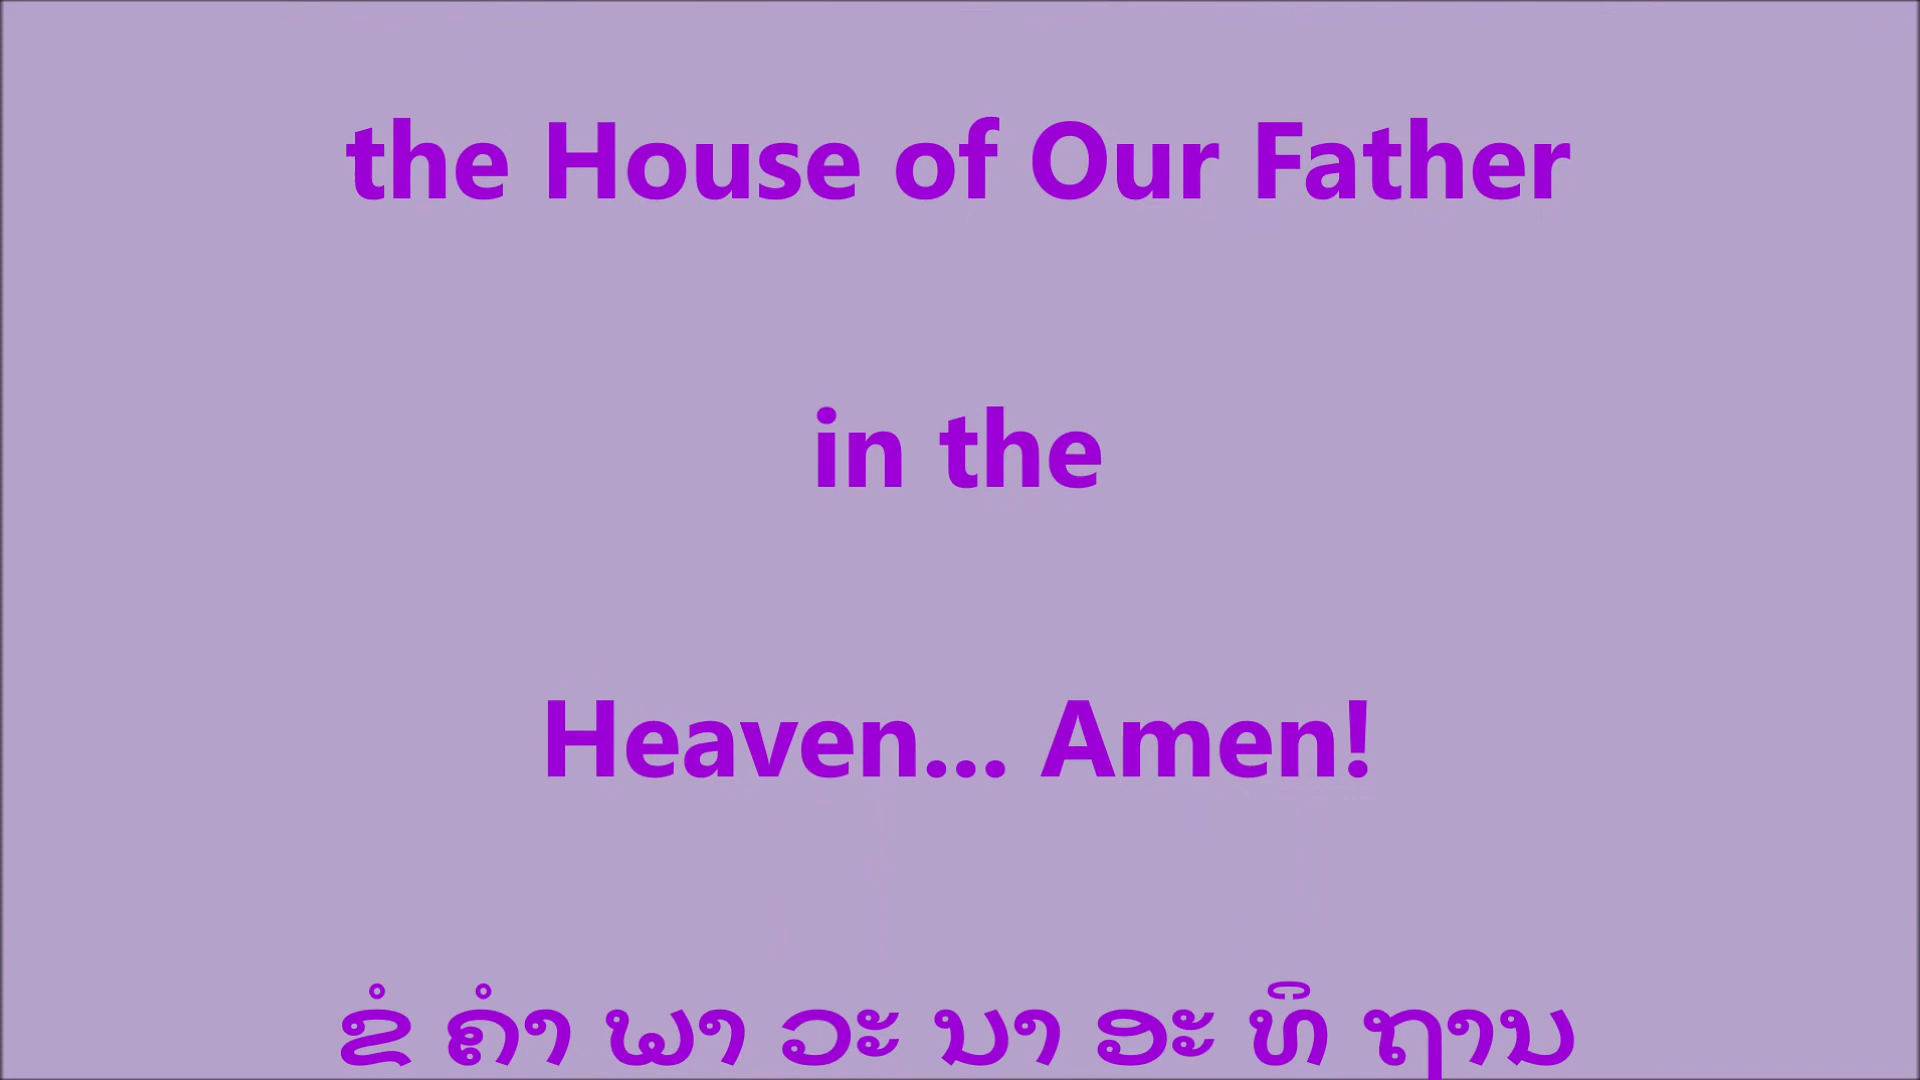 the House of Our Father
in the
Heaven... Amen!
ຂໍ ຄໍາ ພາ ວະ ນາ ອະ ທິ ຖານ